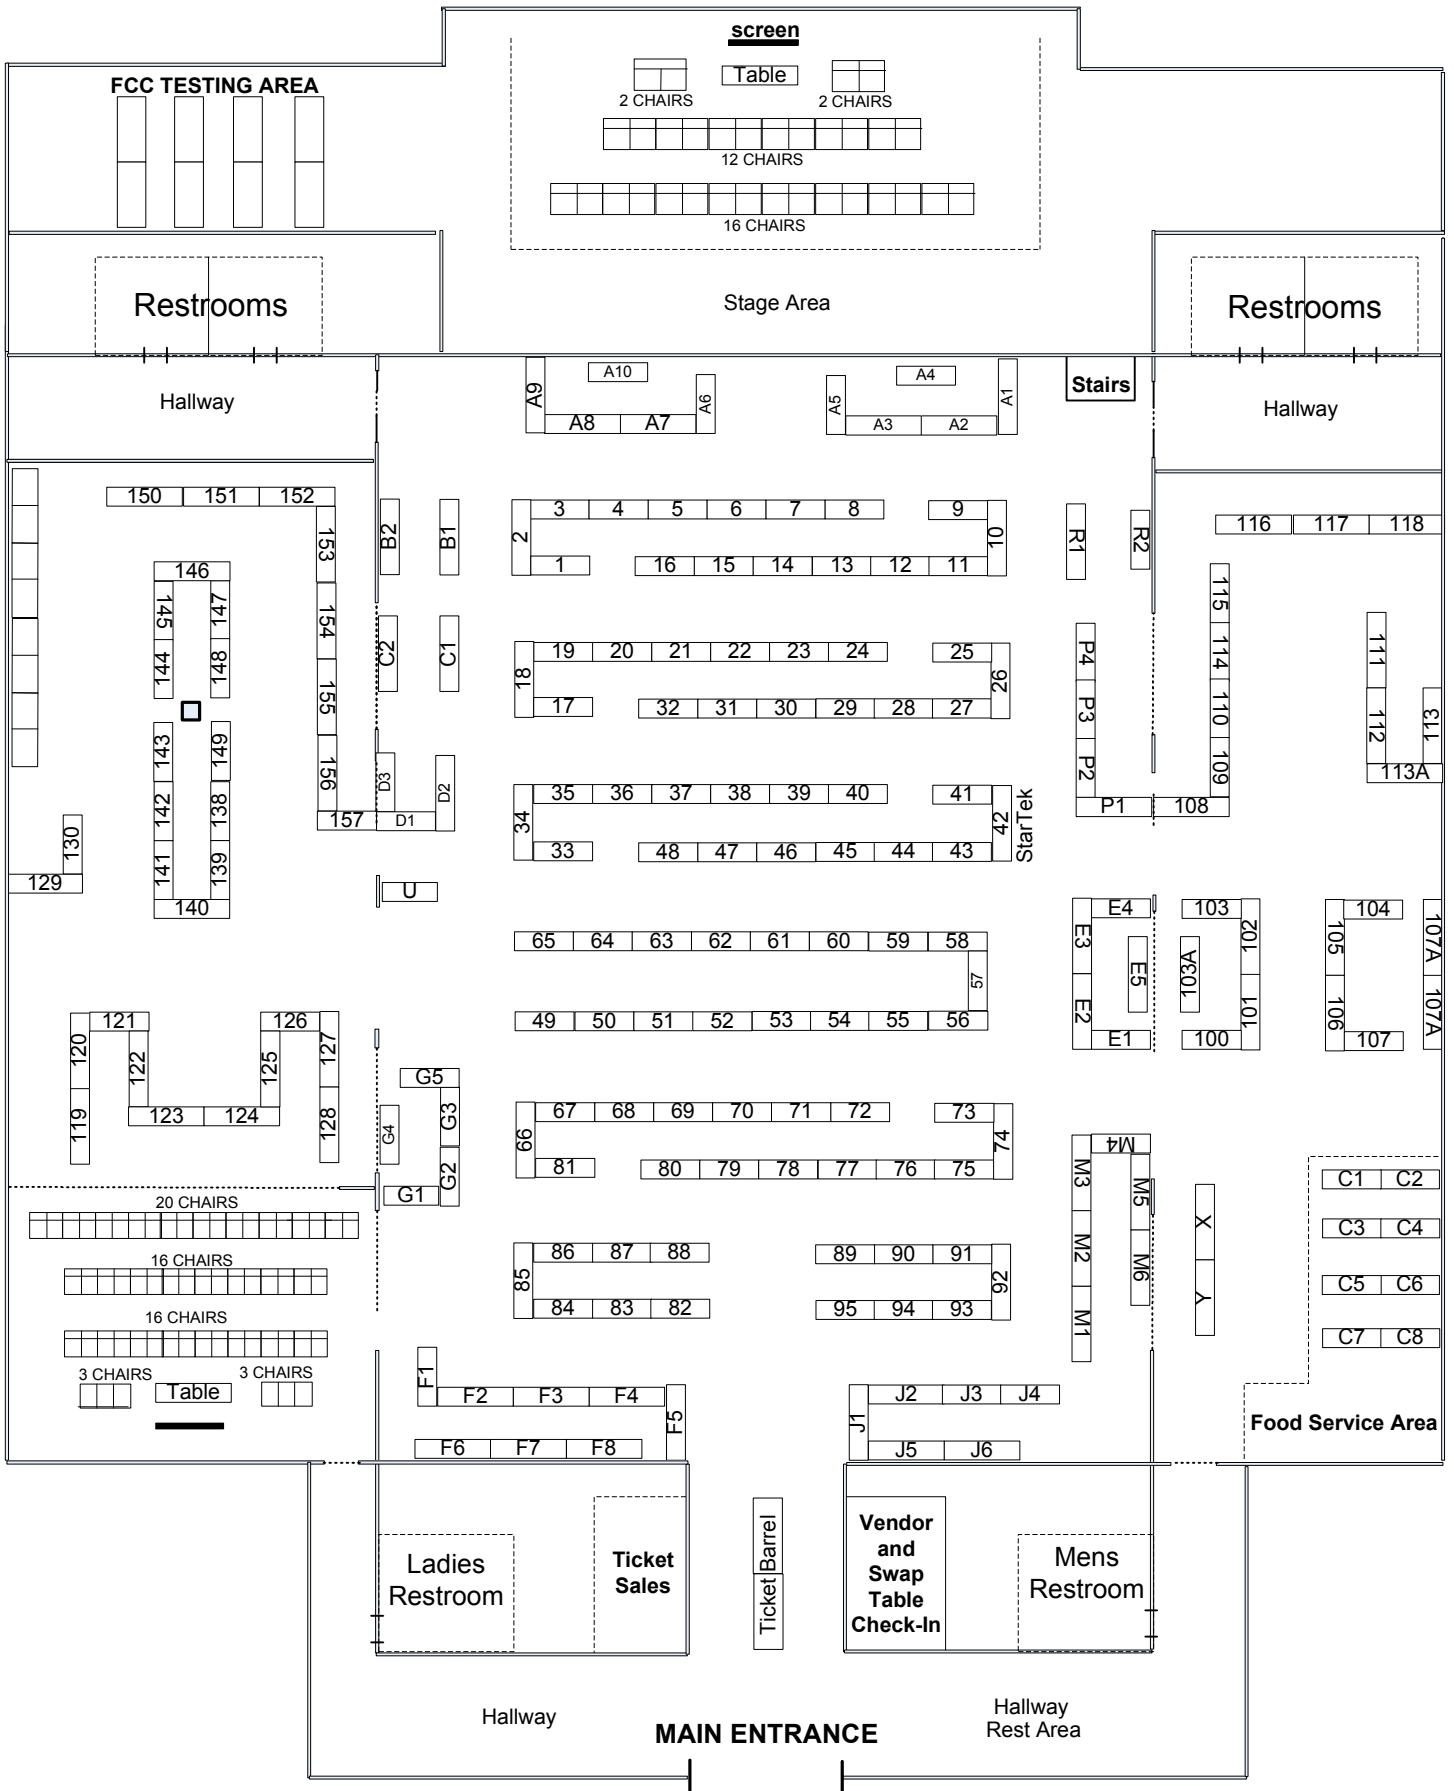 screen
FCC TESTING AREA
Table
2 CHAIRS
2 CHAIRS
12 CHAIRS
16 CHAIRS
Restrooms
Stage Area
Restrooms
Hallway
A9
A10
A6
A5
A4
A1
Stairs
Hallway
A8
A7
A3
A2
150
151
152
153
154
155
156
157
146
145
147
144
148
143
149
142
138
141
139
140
130
129
B2
B1
C2
C1
D3
D2
D1
U
2
3
4
5
6
7
8
9
10
1
16
15
14
13
12
11
18
19
20
21
22
23
24
25
26
17
32
31
30
29
28
27
34
35
36
37
38
39
40
41
42
StarTek
33
48
47
46
45
44
43
65
64
63
62
61
60
59
58
57
49
50
51
52
53
54
55
56
R1
R2
P4
P3
P2
P1
108
116
117
118
115
114
110
109
111
112
113
113A
E4
E3
E5
E2
E1
103
102
103A
101
100
104
105
106
107
107A
107A
121
126
120
122
125
127
119
123
124
128
G5
G3
G4
G2
G1
66
67
68
69
70
71
72
73
74
81
80
79
78
77
76
75
85
86
87
88
84
83
82
89
90
91
92
95
94
93
M4
M3
M5
M2
M6
M1
X
Y
C1
C2
C3
C4
C5
C6
C7
C8
Food Service Area
20 CHAIRS
16 CHAIRS
16 CHAIRS
3 CHAIRS
Table
3 CHAIRS
F1
F2
F3
F4
F5
F6
F7
F8
J1
J2
J3
J4
J5
J6
Ladies
Restroom
Ticket
Sales
Ticket Barrel
Vendor
and
Swap
Table
Check-In
Mens
Restroom
Hallway
MAIN ENTRANCE
Hallway
Rest Area